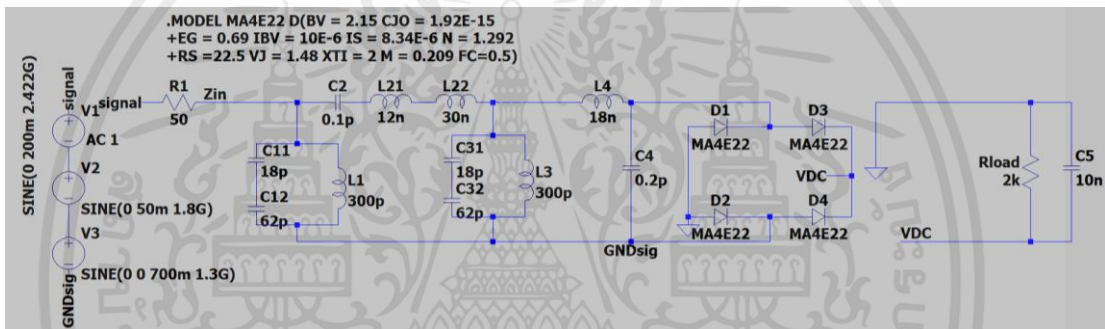 .MODEL MA4E22 D(BV = 2.15 CJO = 1.92E-15
+EG = 0.69 IBV = 10E-6 IS = 8.34E-6 N = 1.292
+RS =22.5 VJ = 1.48 XTI = 2 M = 0.209 FC=0.5)
SINE(0 200m 2.422G)
signal
V1
AC 1
V2
SINE(0 50m 1.8G)
V3
SINE(0 0 700m 1.3G)
GNDsig
signal
R1
50
Zin
C11
18p
C12
62p
L1
300p
C2
0.1p
L21
12n
L22
30n
C31
18p
C32
62p
L3
300p
L4
18n
C4
0.2p
GNDsig
D1
MA4E22
D3
MA4E22
VDC
D2
MA4E22
D4
MA4E22
Rload
2k
C5
10n
VDC